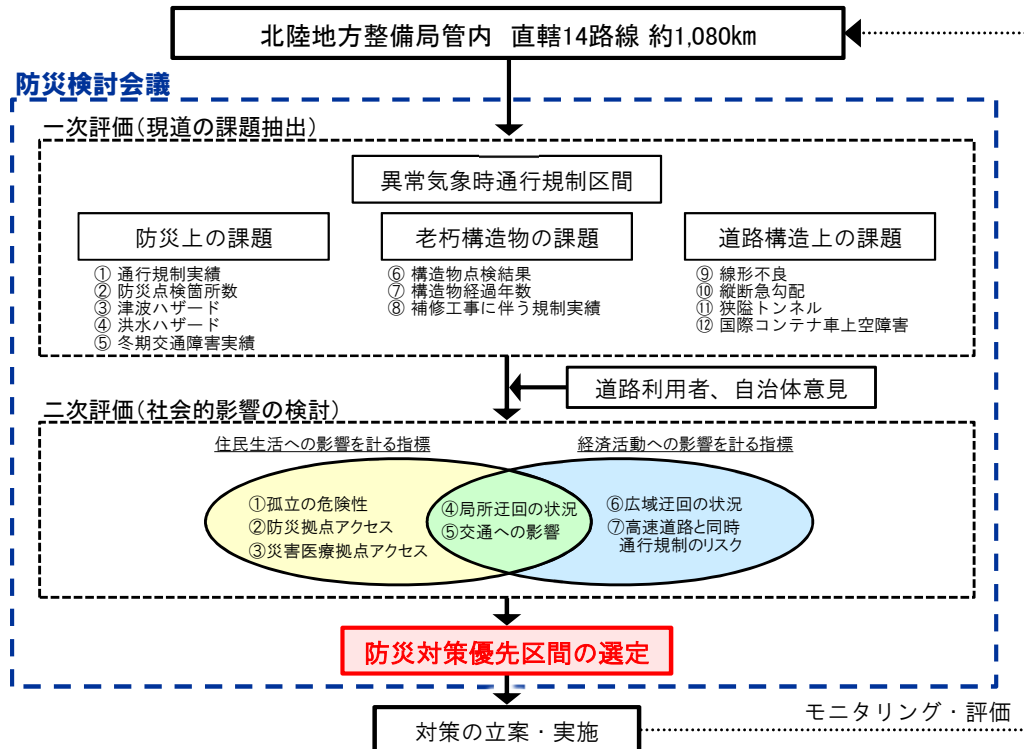 北陸地方整備局管内 直轄14路線 約1,080km
防災検討会議
一次評価(現道の課題抽出)
異常気象時通行規制区間
防災上の課題
① 通行規制実績
② 防災点検箇所数
③ 津波ハザード
④ 洪水ハザード
⑤ 冬期交通障害実績
老朽構造物の課題
⑥ 構造物点検結果
⑦ 構造物経過年数
⑧ 補修工事に伴う規制実績
道路構造上の課題
⑨ 線形不良
⑩ 縦断急勾配
⑪ 狭隘トンネル
⑫ 国際コンテナ車上空障害
道路利用者、自治体意見
二次評価(社会的影響の検討)
住民生活への影響を計る指標
経済活動への影響を計る指標
①孤立の危険性
②防災拠点アクセス
③災害医療拠点アクセス
④局所迂回の状況
⑤交通への影響
⑥広域迂回の状況
⑦高速道路と同時
通行規制のリスク
防災対策優先区間の選定
対策の立案・実施
モニタリング・評価